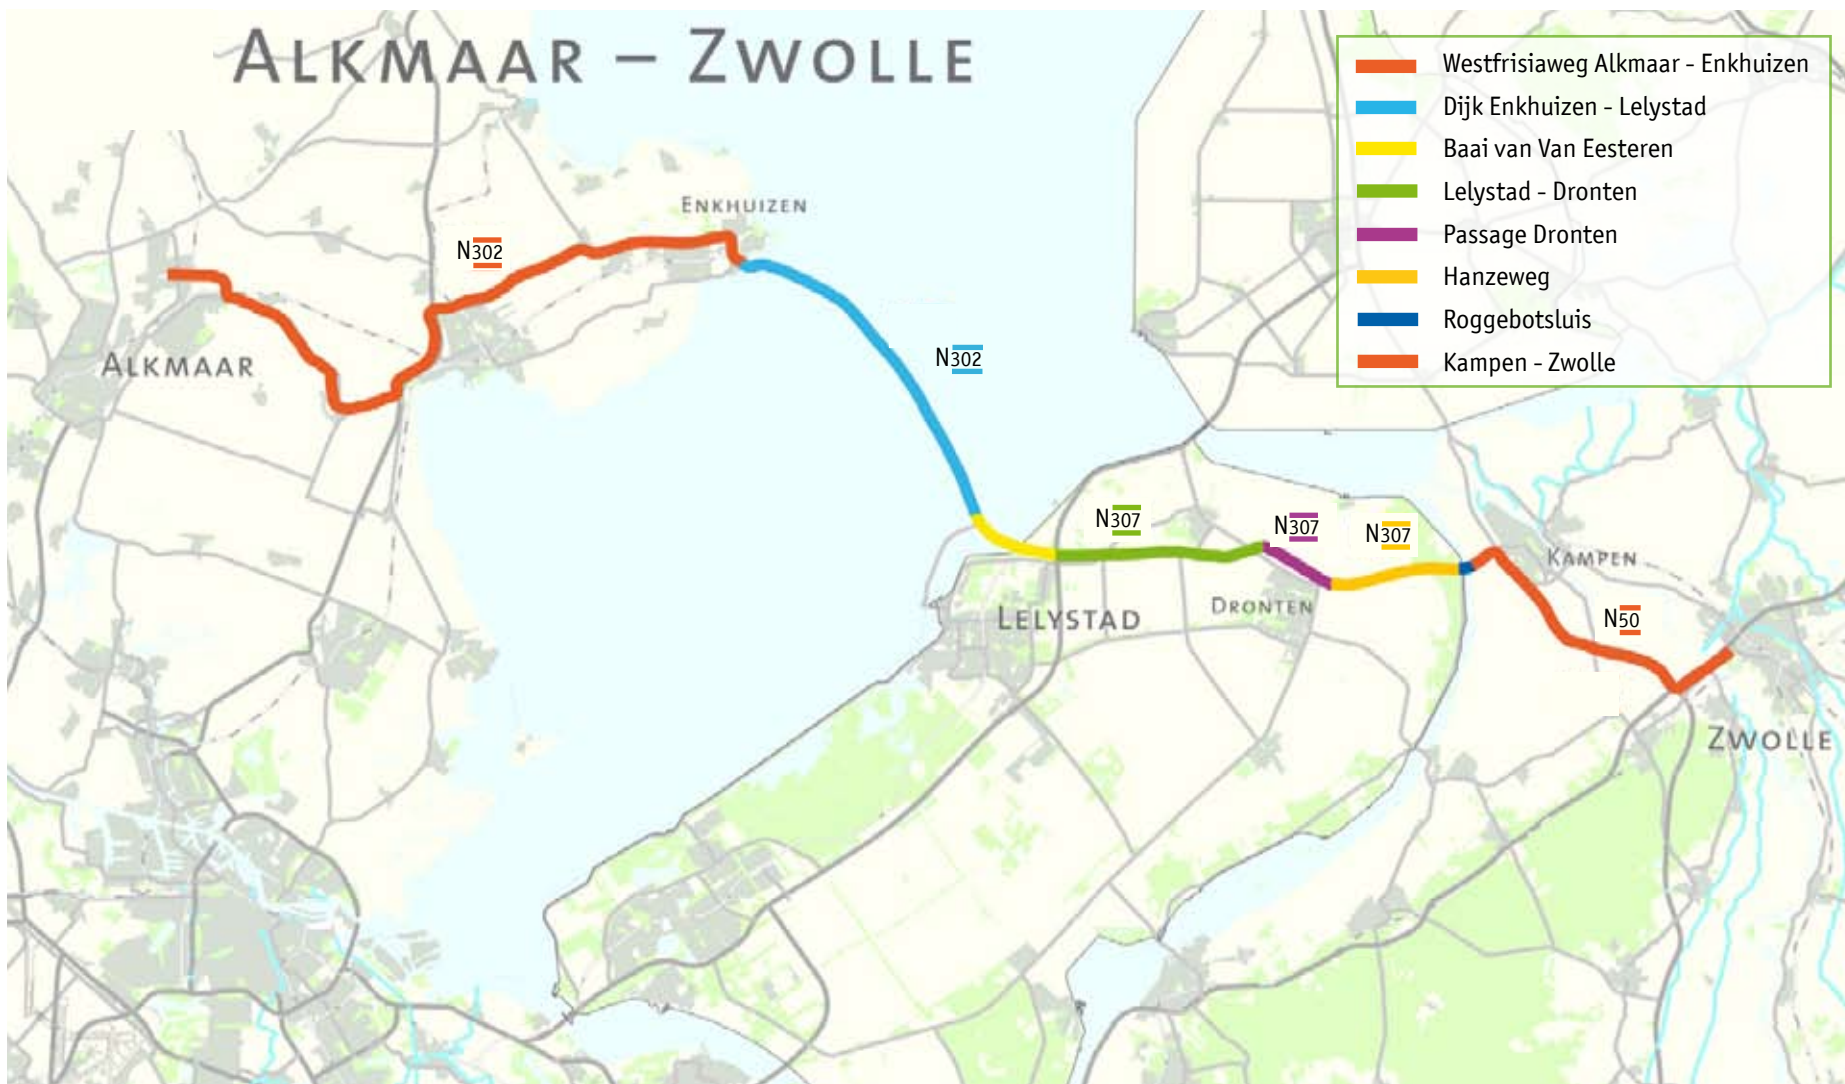 ALKMAAR – ZWOLLE
Westfrisiaweg Alkmaar - Enkhuizen
Dijk Enkhuizen - Lelystad
Baai van Van Eesteren
Lelystad - Dronten
Passage Dronten
Hanzeweg
Roggebotsluis
Kampen - Zwolle
ENKHUIZEN
N302
ALKMAAR
N302
N307
N307
N307
KAMPEN
DRONTEN
LELYSTAD
N50
ZWOLLE